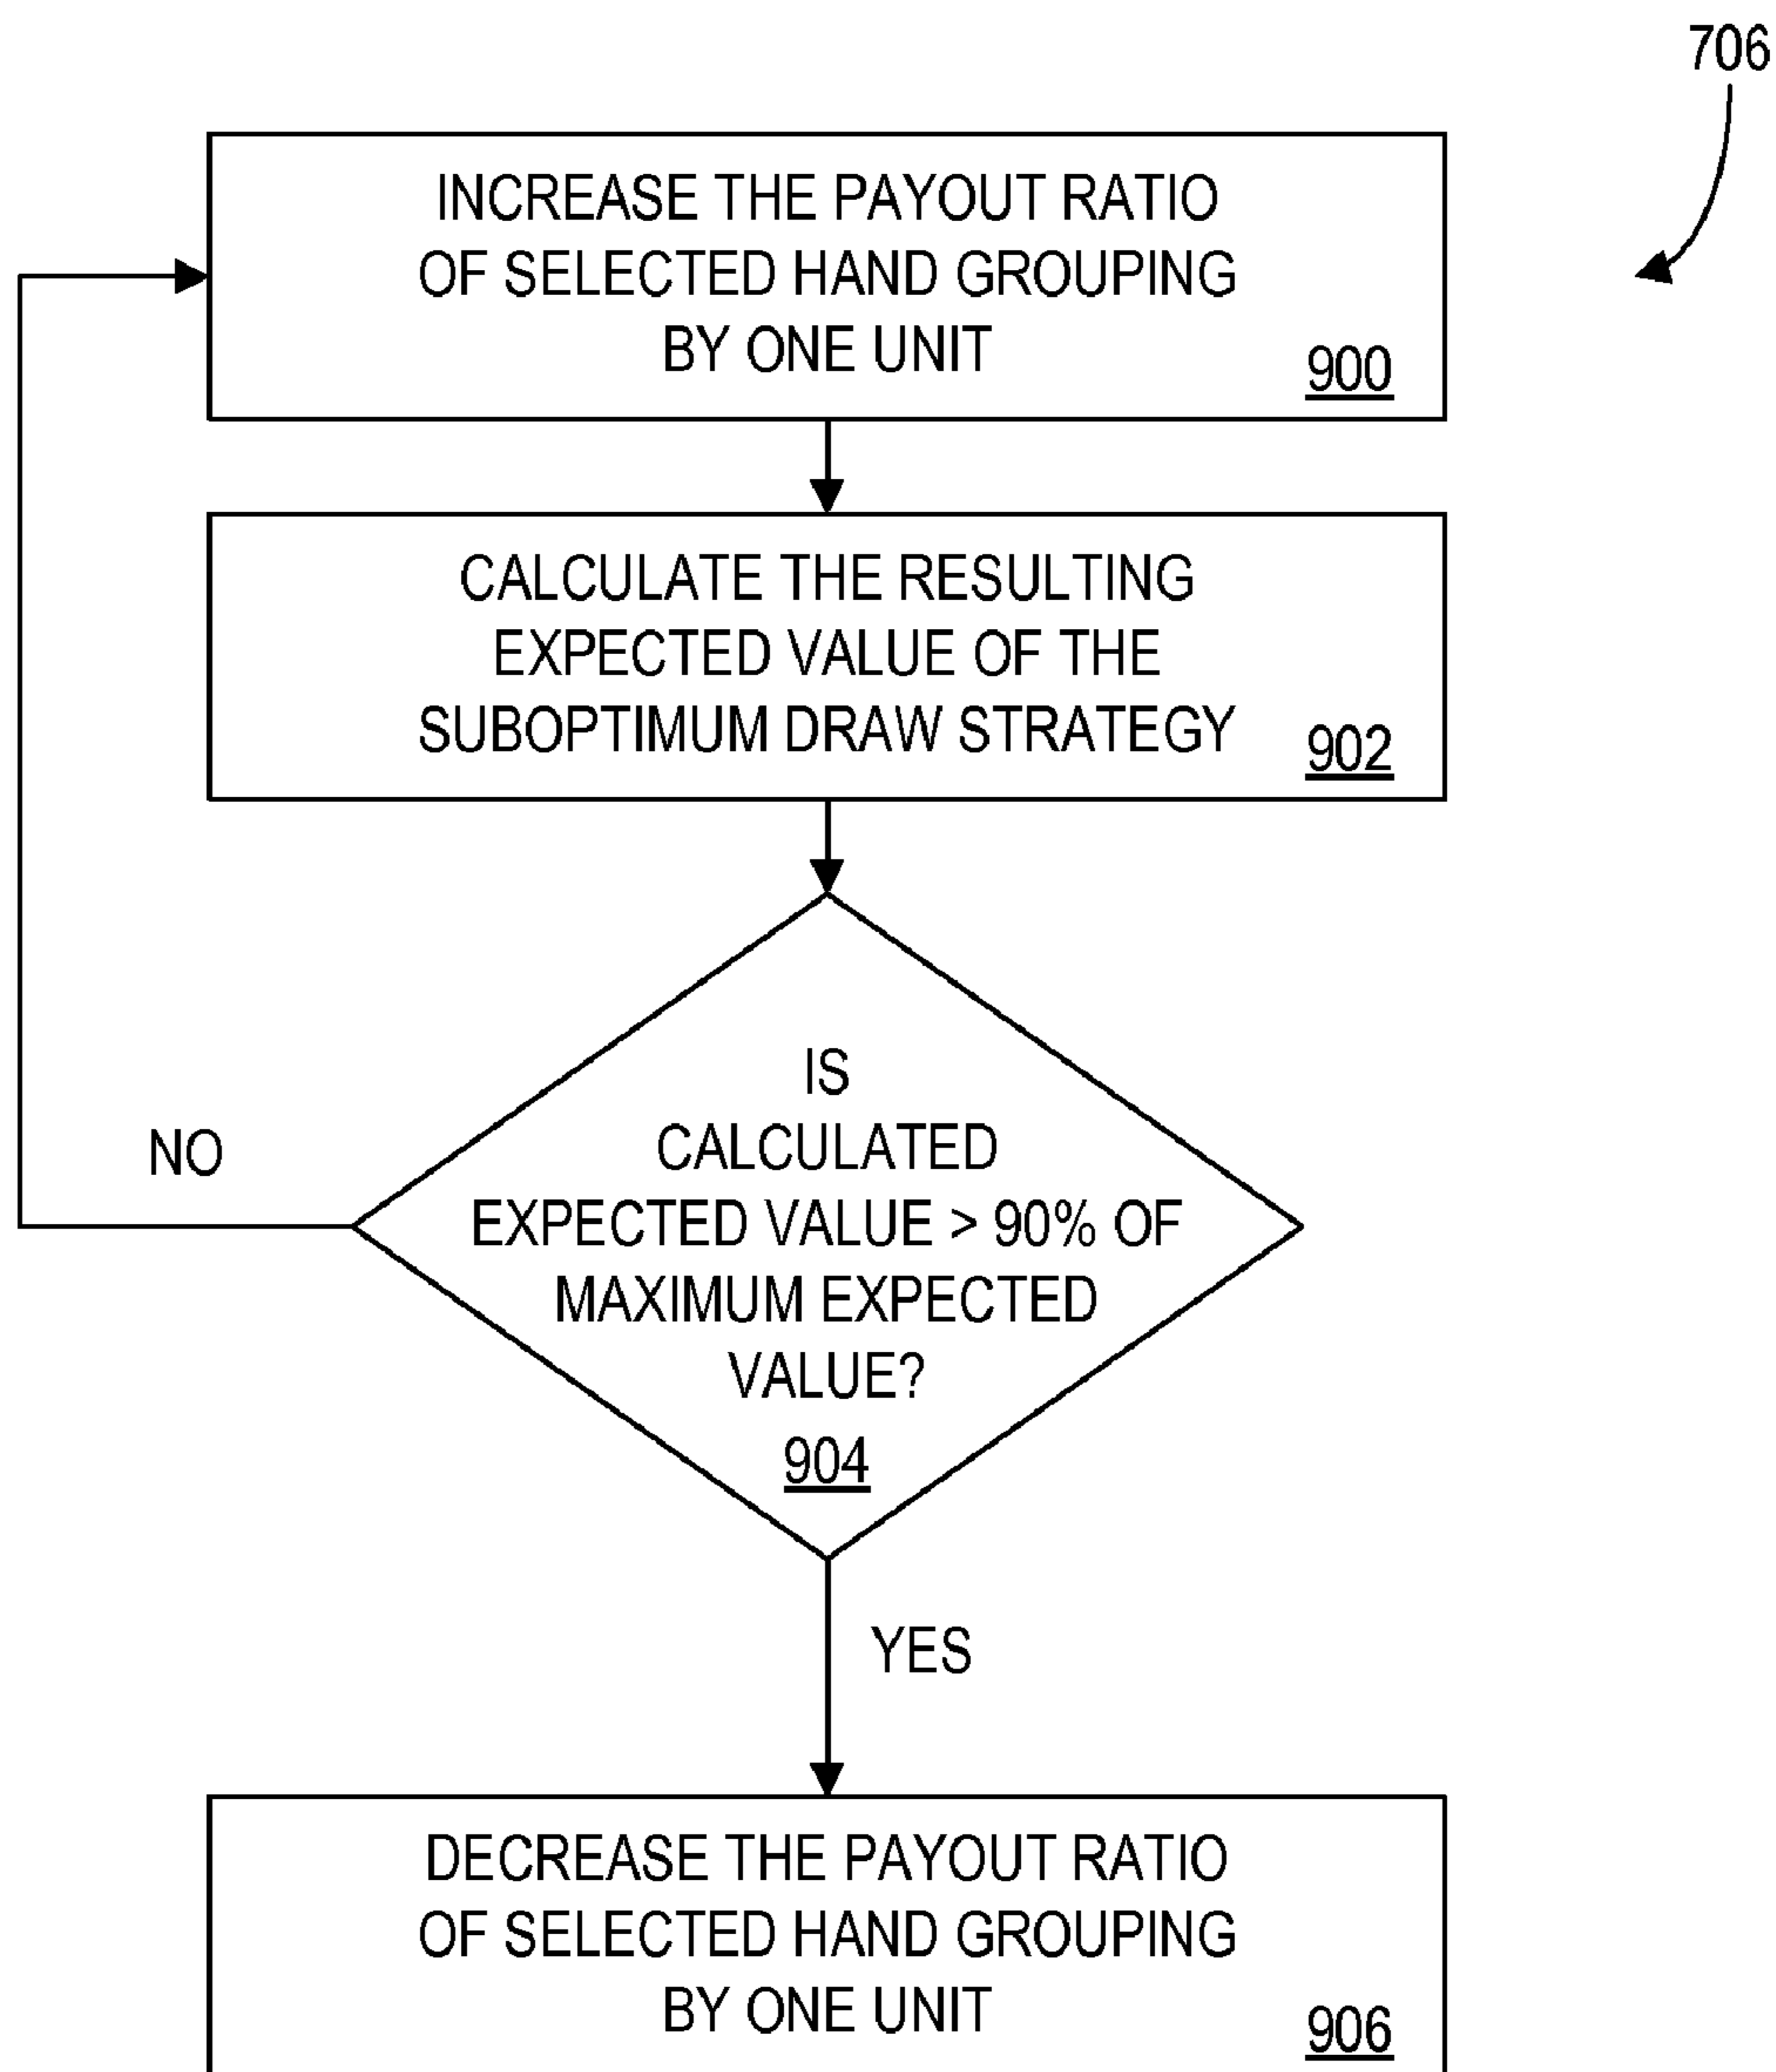 706
INCREASE THE PAYOUT RATIO
OF SELECTED HAND GROUPING
BY ONE UNIT
900
CALCULATE THE RESULTING
EXPECTED VALUE OF THE
SUBOPTIMUM DRAW STRATEGY
902
IS
CALCULATED
EXPECTED VALUE > 90% OF
MAXIMUM EXPECTED
VALUE?
904
NO
YES
DECREASE THE PAYOUT RATIO
OF SELECTED HAND GROUPING
BY ONE UNIT
906